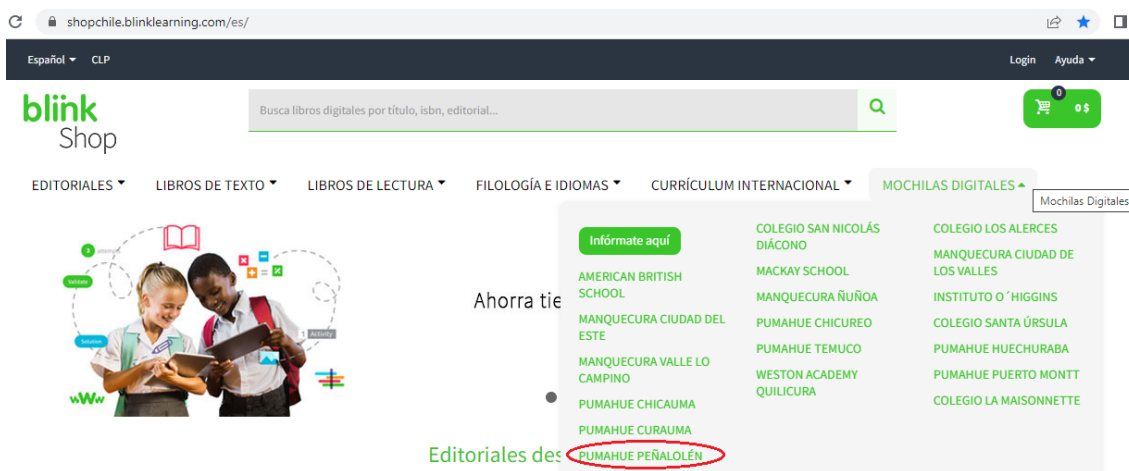 shopchile.blinklearning.com/es/
Español CLP
Login Ayuda
blink
Shop
Busca libros digitales por título, isbn, editorial...
0
0 $
EDITORIALES LIBROS DE TEXTO LIBROS DE LECTURA FILOLOGÍA E IDIOMAS CURRÍCULUM INTERNACIONAL MOCHILAS DIGITALES
Mochilas Digitales
3 attempts
Validate
Solution
1 Activity
wWw
Ahorra tie
Infórmate aquí
AMERICAN BRITISH
SCHOOL
MANQUECURA CIUDAD DEL
ESTE
MANQUECURA VALLE LO
CAMPINO
PUMAHUE CHICAUMA
PUMAHUE CURAUMA
PUMAHUE PEÑALOLÉN
COLEGIO SAN NICOLÁS
DIÁCONO
MACKAY SCHOOL
MANQUECURA ÑUÑOA
PUMAHUE CHICUREO
PUMAHUE TEMUCO
WESTON ACADEMY
QUILICURA
COLEGIO LOS ALERCES
MANQUECURA CIUDAD DE
LOS VALLES
INSTITUTO O´HIGGINS
COLEGIO SANTA ÚRSULA
PUMAHUE HUECHURABA
PUMAHUE PUERTO MONTT
COLEGIO LA MAISONNETTE
Editoriales des